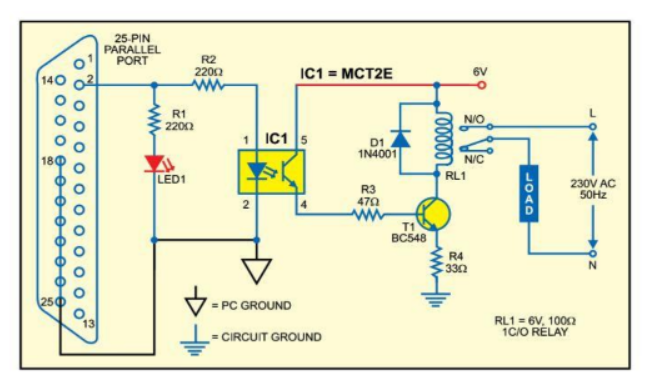 25-PIN
PARALLEL
PORT
1
14
2
18
25
13
R2
220Ω
R1
220Ω
LED1
IC1 = MCT2E
IC1
1
5
2
4
6V
D1
1N4001
RL1
N/O
N/C
L
LOAD
230V AC
50Hz
N
R3
47Ω
T1
BC548
R4
33Ω
= PC GROUND
= CIRCUIT GROUND
RL1 = 6V, 100Ω
1C/O RELAY